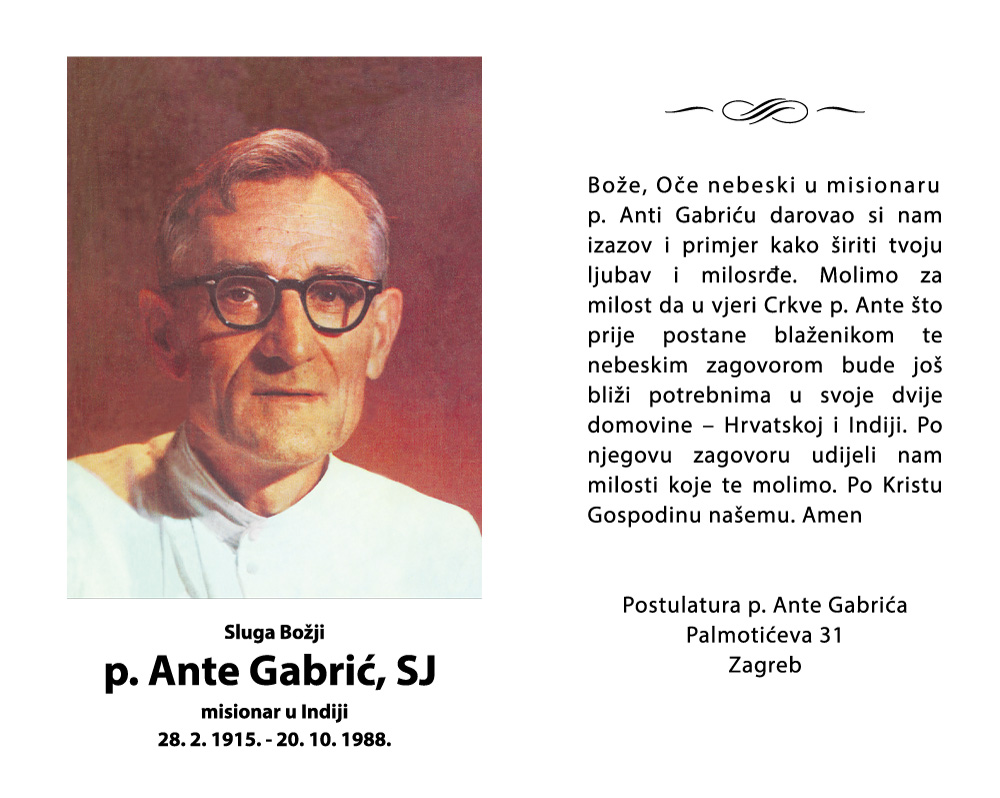 Sluga Božji
p. Ante Gabrić, SJ
misionar u Indiji
28. 2. 1915. - 20. 10. 1988.
Bože, Oče nebeski u misionaru
p. Anti Gabriću darovao si nam
izazov i primjer kako širiti tvoju
ljubav i milosrđe. Molimo za
milost da u vjeri Crkve p. Ante što
prije postane blaženikom te
nebeskim zagovorom bude još
bliži potrebnima u svoje dvije
domovine – Hrvatskoj i Indiji. Po
njegovu zagovoru udijeli nam
milosti koje te molimo. Po Kristu
Gospodinu našemu. Amen
Postulatura p. Ante Gabrića
Palmotićeva 31
Zagreb